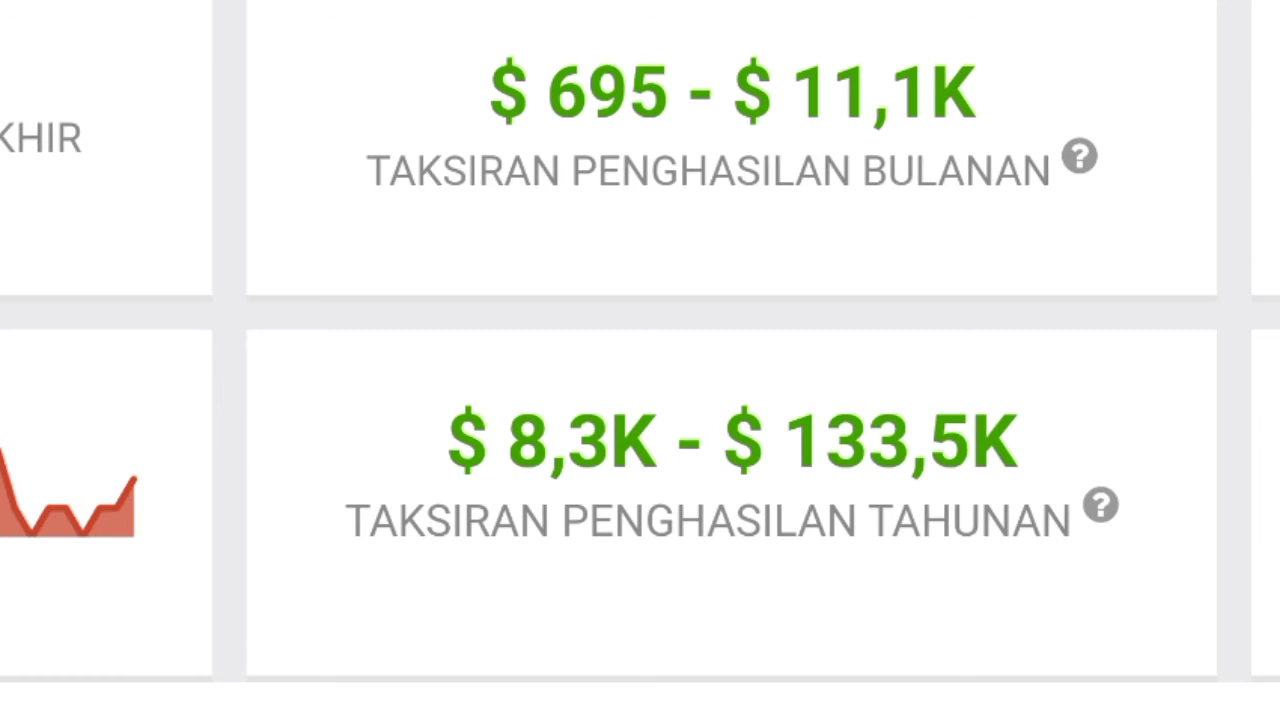 $ 695 - $ 11,1K
KHIR
TAKSIRAN PENGHASILAN BULANAN ?
$ 8,3K - $ 133,5K
TAKSIRAN PENGHASILAN TAHUNAN ?